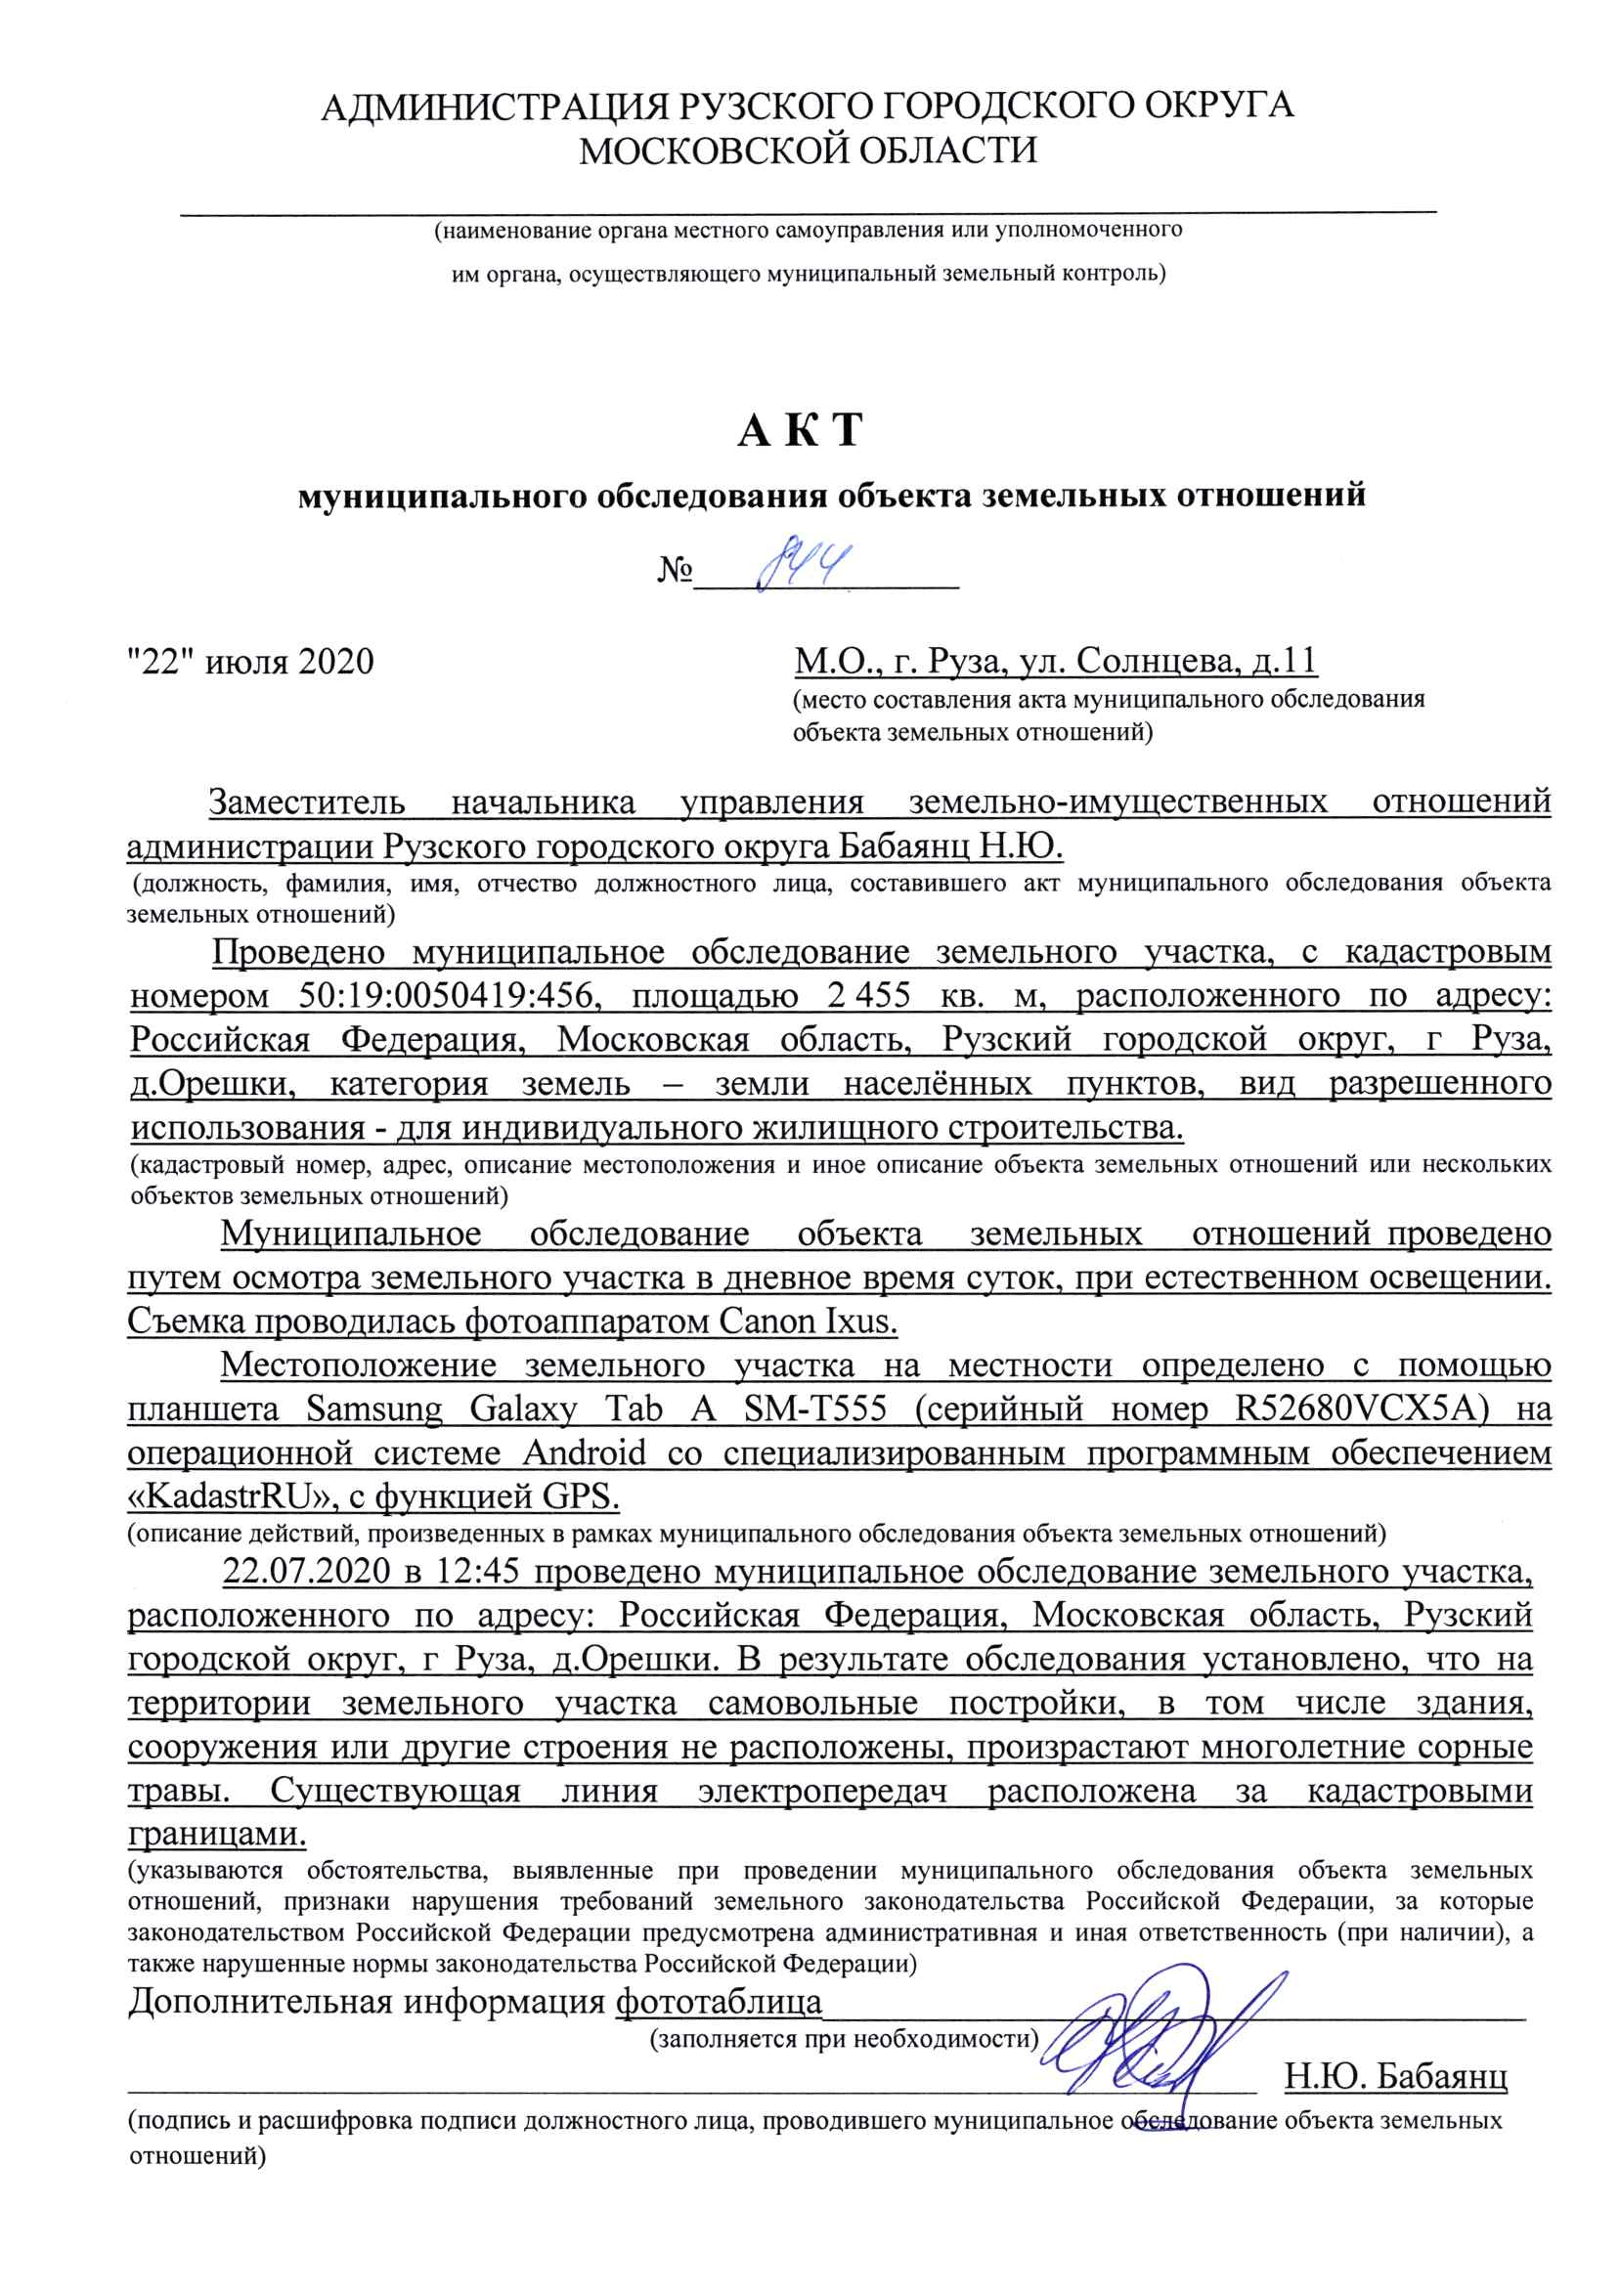 АДМИНИСТРАЦИЯ РУЗСКОГО ГОРОДСКОГО ОКРУГА
МОСКОВСКОЙ ОБЛАСТИ
(наименование органа местного самоуправления или уполномоченного
им органа, осуществляющего муниципальный земельный контроль)
А К Т
муниципального обследования объекта земельных отношений
№
"22" июля 2020
М.О., г. Руза, ул. Солнцева, д.11
(место составления акта муниципального обследования
объекта земельных отношений)
Заместитель начальника управления земельно-имущественных отношений
администрации Рузского городского округа Бабаянц Н.Ю.
(должность, фамилия, имя, отчество должностного лица, составившего акт муниципального обследования объекта
земельных отношений)
Проведено муниципальное обследование земельного участка, с кадастровым
номером 50:19:0050419:456, площадью 2 455 кв. м, расположенного по адресу:
Российская Федерация, Московская область, Рузский городской округ, г Руза,
д.Орешки, категория земель – земли населённых пунктов, вид разрешенного
использования - для индивидуального жилищного строительства.
(кадастровый номер, адрес, описание местоположения и иное описание объекта земельных отношений или нескольких
объектов земельных отношений)
Муниципальное обследование объекта земельных отношений проведено
путем осмотра земельного участка в дневное время суток, при естественном освещении.
Съемка проводилась фотоаппаратом Canon Ixus.
Местоположение земельного участка на местности определено с помощью
планшета Samsung Galaxy Tab A SM-T555 (серийный номер R52680VCX5A) на
операционной системе Android со специализированным программным обеспечением
«KadastrRU», с функцией GPS.
(описание действий, произведенных в рамках муниципального обследования объекта земельных отношений)
22.07.2020 в 12:45 проведено муниципальное обследование земельного участка,
расположенного по адресу: Российская Федерация, Московская область, Рузский
городской округ, г Руза, д.Орешки. В результате обследования установлено, что на
территории земельного участка самовольные постройки, в том числе здания,
сооружения или другие строения не расположены, произрастают многолетние сорные
травы. Существующая линия электропередач расположена за кадастровыми
границами.
(указываются обстоятельства, выявленные при проведении муниципального обследования объекта земельных
отношений, признаки нарушения требований земельного законодательства Российской Федерации, за которые
законодательством Российской Федерации предусмотрена административная и иная ответственность (при наличии), а
также нарушенные нормы законодательства Российской Федерации)
Дополнительная информация фототаблица
(заполняется при необходимости)
Н.Ю. Бабаянц
(подпись и расшифровка подписи должностного лица, проводившего муниципальное обследование объекта земельных
отношений)